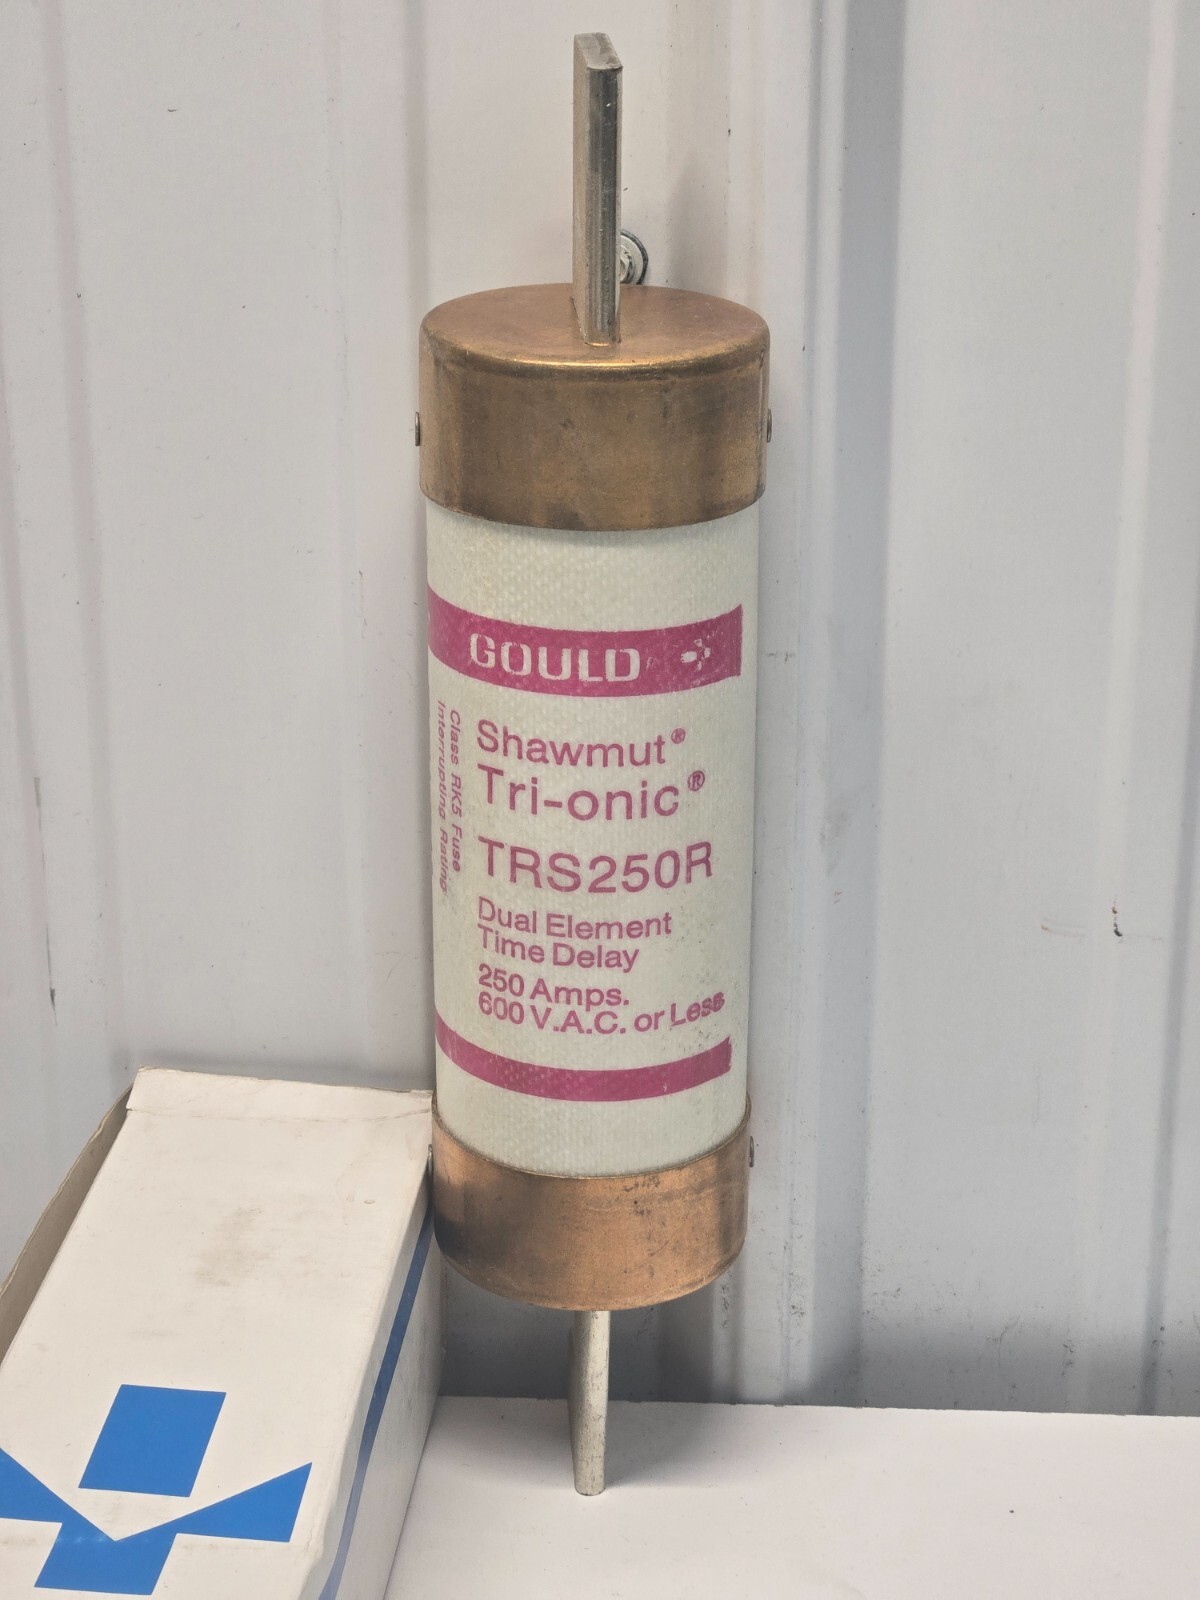 GOULD
Shawmut®
Tri-onic®
TRS250R
Dual Element
Time Delay
250 Amps.
600 V.A.C. or Less
Class RK5 Fuse
Interrupting Rating